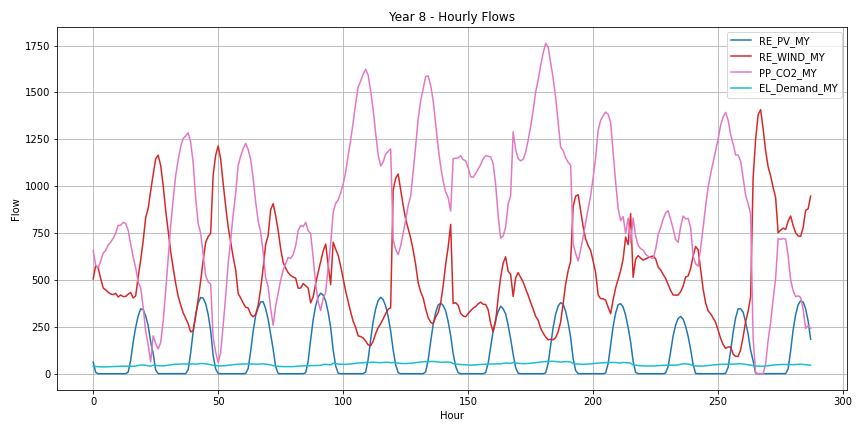 Year 8 - Hourly Flows
RE_PV_MY
RE_WIND_MY
PP_CO2_MY
EL_Demand_MY
1750
1500
1250
1000
750
500
250
0
Flow
0 50 100 150 200 250 300
Hour